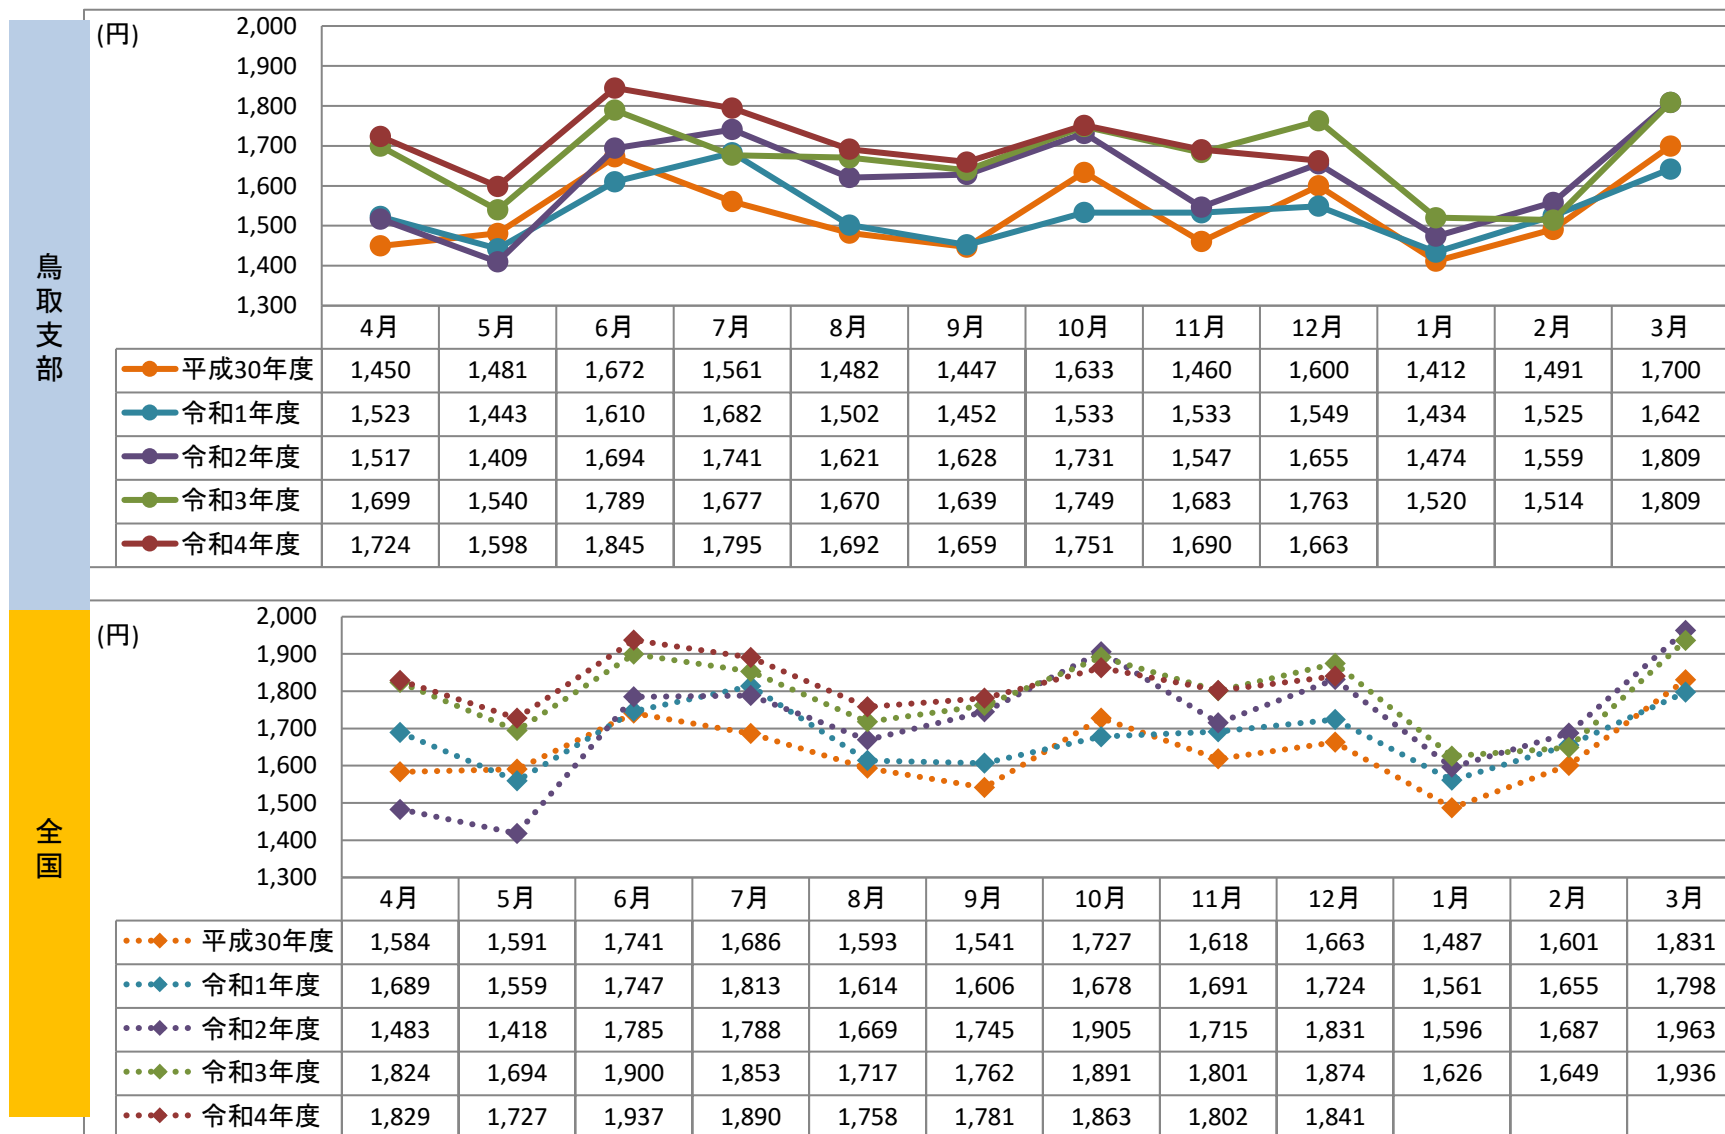 鳥取支部
(円)
2,000
1,900
1,800
1,700
1,600
1,500
1,400
1,300
4月 5月 6月 7月 8月 9月 10月 11月 12月 1月 2月 3月
平成30年度 1,450 1,481 1,672 1,561 1,482 1,447 1,633 1,460 1,600 1,412 1,491 1,700
令和1年度 1,523 1,443 1,610 1,682 1,502 1,452 1,533 1,533 1,549 1,434 1,525 1,642
令和2年度 1,517 1,409 1,694 1,741 1,621 1,628 1,731 1,547 1,655 1,474 1,559 1,809
令和3年度 1,699 1,540 1,789 1,677 1,670 1,639 1,749 1,683 1,763 1,520 1,514 1,809
令和4年度 1,724 1,598 1,845 1,795 1,692 1,659 1,751 1,690 1,663
全国
(円)
2,000
1,900
1,800
1,700
1,600
1,500
1,400
1,300
4月 5月 6月 7月 8月 9月 10月 11月 12月 1月 2月 3月
平成30年度 1,584 1,591 1,741 1,686 1,593 1,541 1,727 1,618 1,663 1,487 1,601 1,831
令和1年度 1,689 1,559 1,747 1,813 1,614 1,606 1,678 1,691 1,724 1,561 1,655 1,798
令和2年度 1,483 1,418 1,785 1,788 1,669 1,745 1,905 1,715 1,831 1,596 1,687 1,963
令和3年度 1,824 1,694 1,900 1,853 1,717 1,762 1,891 1,801 1,874 1,626 1,649 1,936
令和4年度 1,829 1,727 1,937 1,890 1,758 1,781 1,863 1,802 1,841